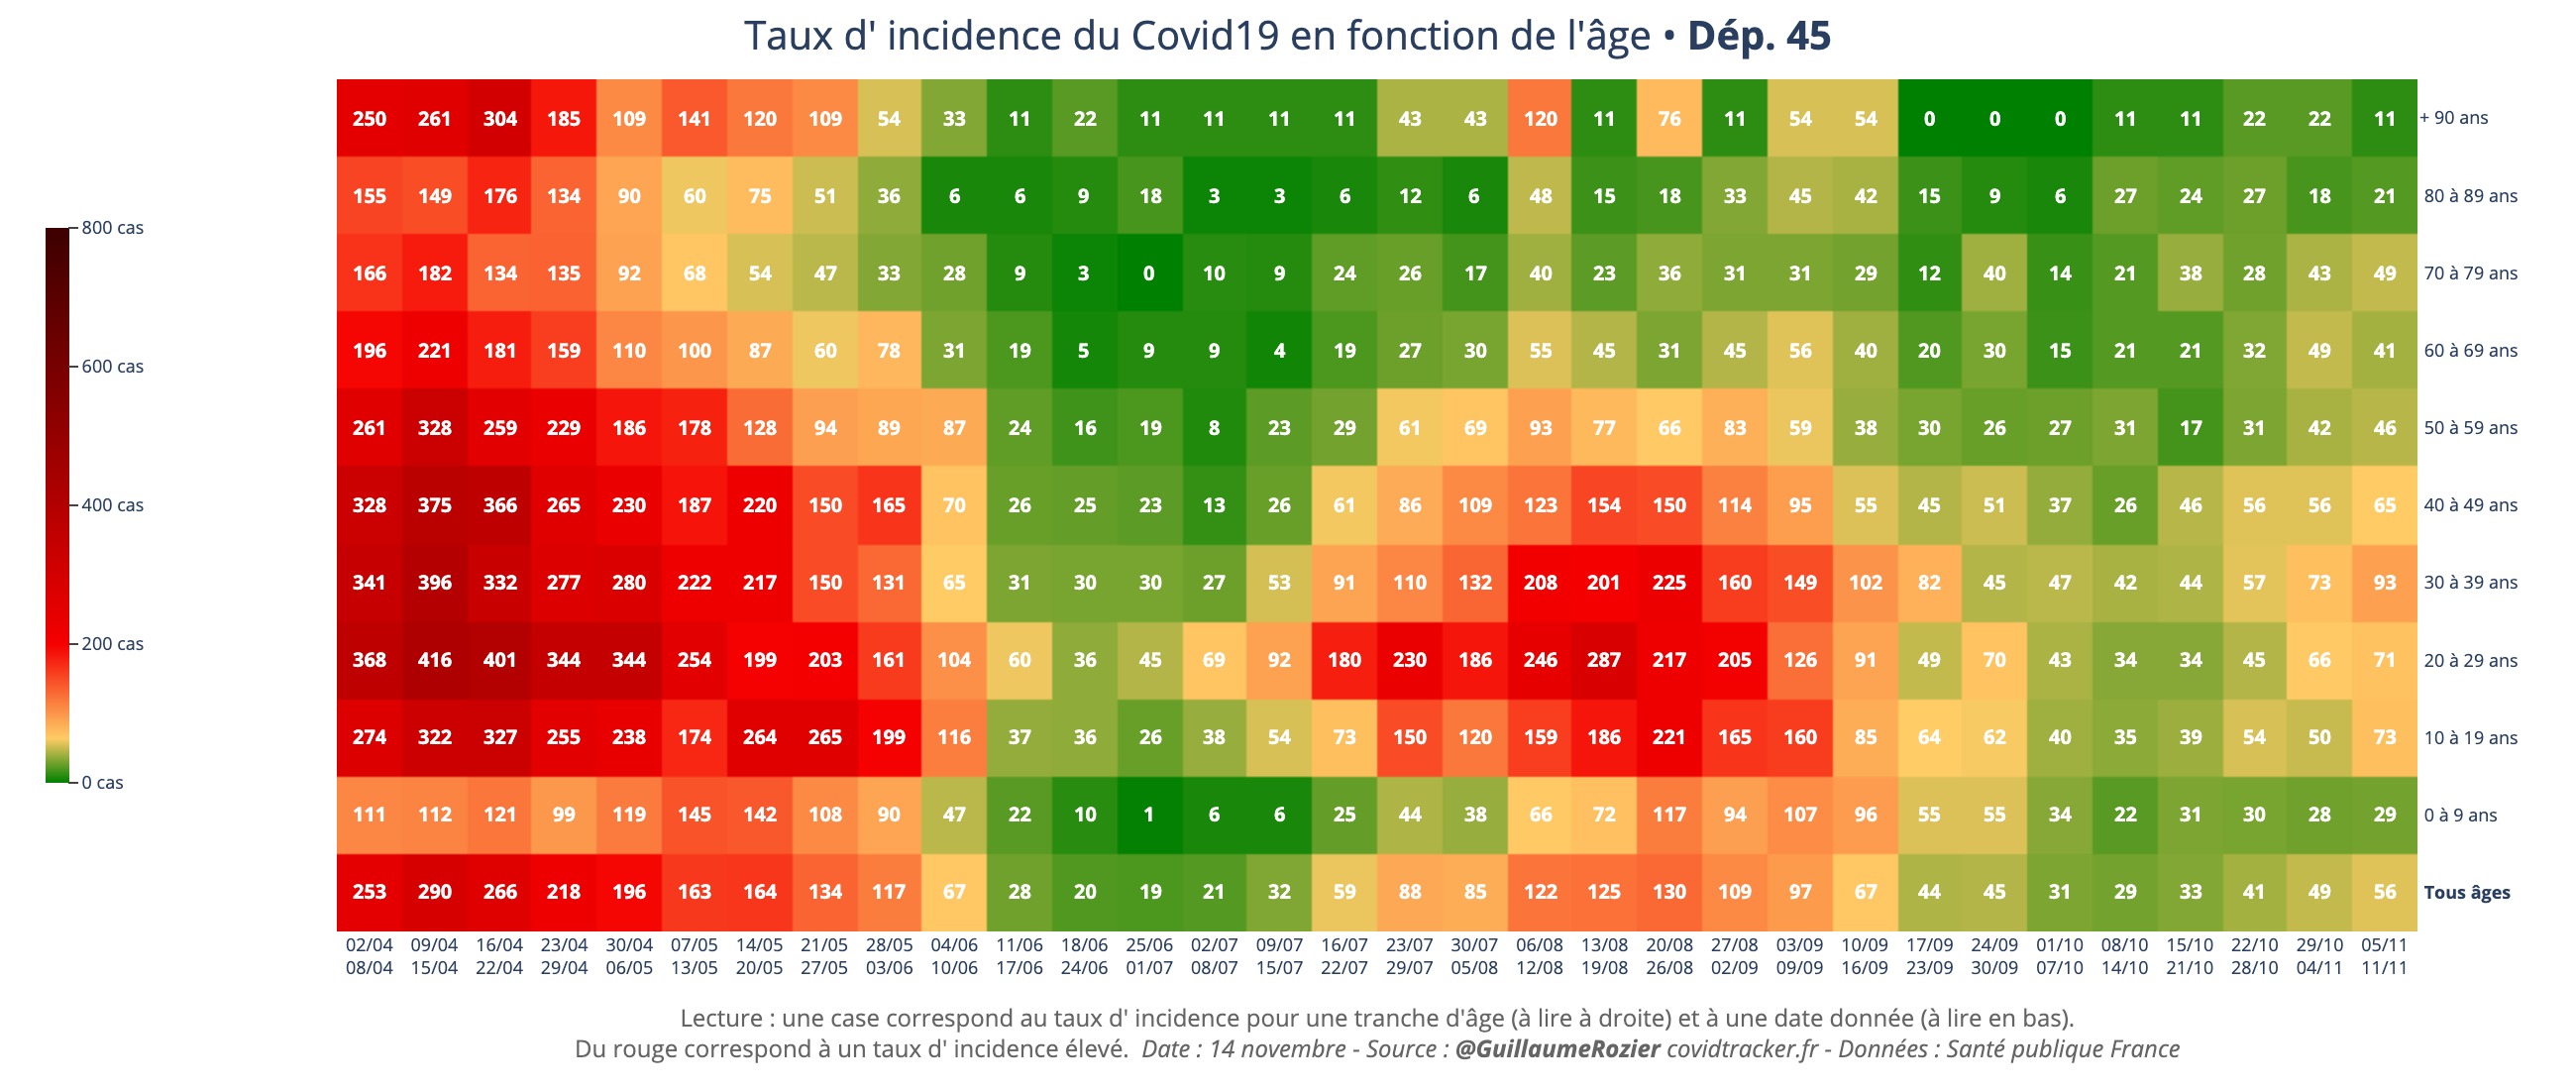 Taux d' incidence du Covid19 en fonction de l'âge • Dép. 45
250 261 304 185 109 141 120 109 54 33 11 22 11 11 11 11 43 43 120 11 76 11 54 54 0 0 0 11 11 22 22 11 + 90 ans
155 149 176 134 90 60 75 51 36 6 6 9 18 3 3 6 12 6 48 15 18 33 45 42 15 9 6 27 24 27 18 21 80 à 89 ans
166 182 134 135 92 68 54 47 33 28 9 3 0 10 9 24 26 17 40 23 36 31 31 29 12 40 14 21 38 28 43 49 70 à 79 ans
196 221 181 159 110 100 87 60 78 31 19 5 9 9 4 19 27 30 55 45 31 45 56 40 20 30 15 21 21 32 49 41 60 à 69 ans
261 328 259 229 186 178 128 94 89 87 24 16 19 8 23 29 61 69 93 77 66 83 59 38 30 26 27 31 17 31 42 46 50 à 59 ans
328 375 366 265 230 187 220 150 165 70 26 25 23 13 26 61 86 109 123 154 150 114 95 55 45 51 37 26 46 56 56 65 40 à 49 ans
341 396 332 277 280 222 217 150 131 65 31 30 30 27 53 91 110 132 208 201 225 160 149 102 82 45 47 42 44 57 73 93 30 à 39 ans
368 416 401 344 344 254 199 203 161 104 60 36 45 69 92 180 230 186 246 287 217 205 126 91 49 70 43 34 34 45 66 71 20 à 29 ans
274 322 327 255 238 174 264 265 199 116 37 36 26 38 54 73 150 120 159 186 221 165 160 85 64 62 40 35 39 54 50 73 10 à 19 ans
111 112 121 99 119 145 142 108 90 47 22 10 1 6 6 25 44 38 66 72 117 94 107 96 55 55 34 22 31 30 28 29 0 à 9 ans
253 290 266 218 196 163 164 134 117 67 28 20 19 21 32 59 88 85 122 125 130 109 97 67 44 45 31 29 33 41 49 56 Tous âges
02/04 09/04 16/04 23/04 30/04 07/05 14/05 21/05 28/05 04/06 11/06 18/06 25/06 02/07 09/07 16/07 23/07 30/07 06/08 13/08 20/08 27/08 03/09 10/09 17/09 24/09 01/10 08/10 15/10 22/10 29/10 05/11
08/04 15/04 22/04 29/04 06/05 13/05 20/05 27/05 03/06 10/06 17/06 24/06 01/07 08/07 15/07 22/07 29/07 05/08 12/08 19/08 26/08 02/09 09/09 16/09 23/09 30/09 07/10 14/10 21/10 28/10 04/11 11/11
800 cas
600 cas
400 cas
200 cas
0 cas
Lecture : une case correspond au taux d' incidence pour une tranche d'âge (à lire à droite) et à une date donnée (à lire en bas).
Du rouge correspond à un taux d' incidence élevé. Date : 14 novembre - Source : @GuillaumeRozier covidtracker.fr - Données : Santé publique France